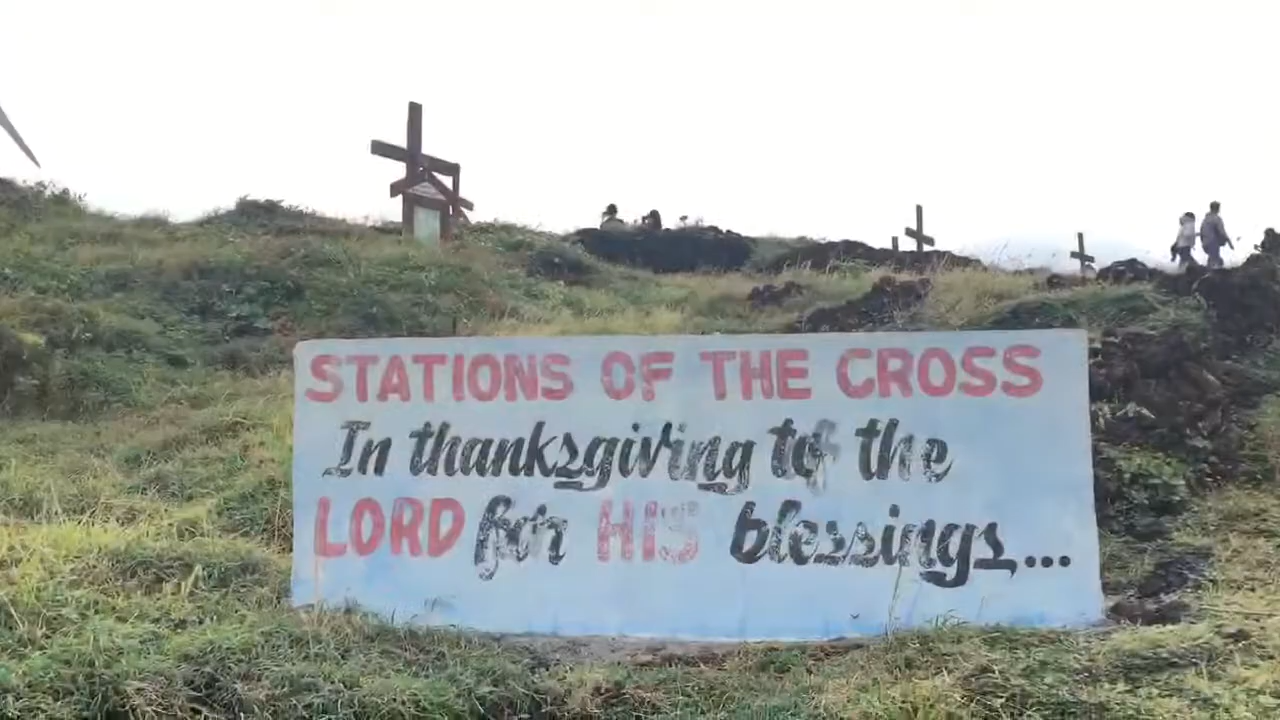 STATIONS OF THE CROSS
In thanksgiving to the
LORD for HIS blessings...